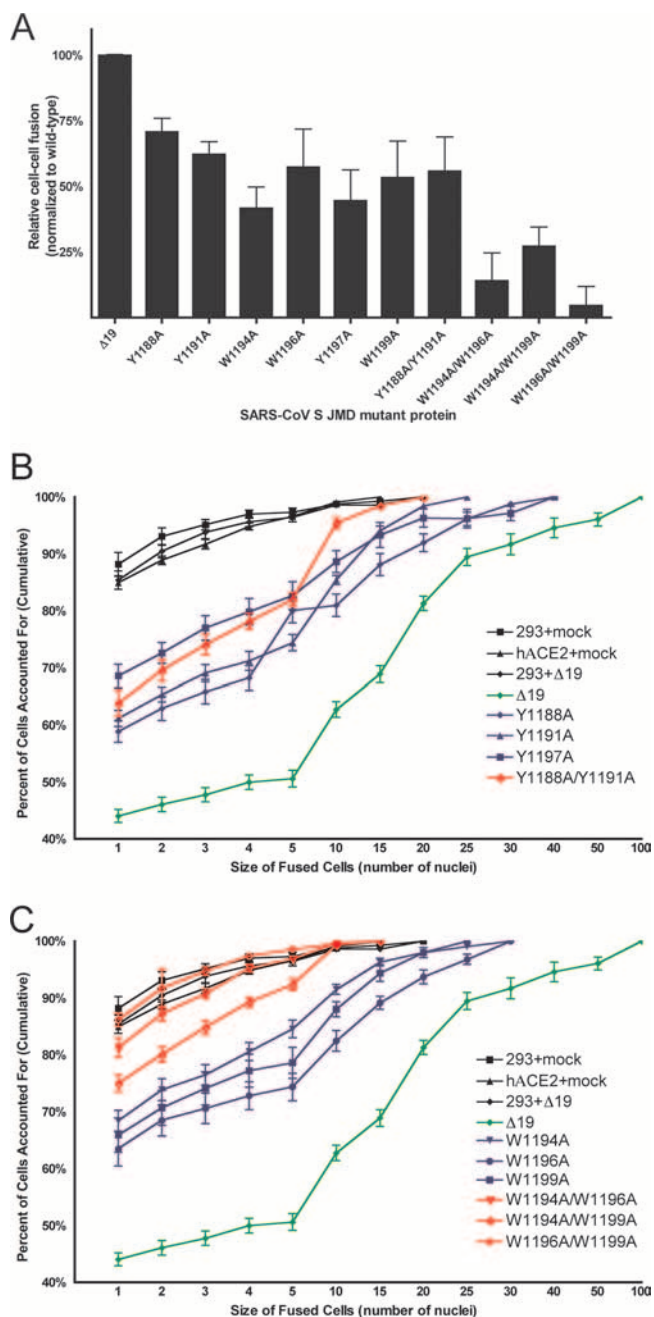 A
Relative cell-cell fusion
(normalized to wild-type)
100%
75%
50%
25%
Δ19
Y1188A
Y1191A
W1194A
W1196A
Y1197A
W1199A
Y1188A/Y1191A
W1194A/W1196A
W1194A/W1199A
W1196A/W1199A
SARS-CoV S JMD mutant protein
B
Percent of Cells Accounted For (Cumulative)
100%
90%
80%
70%
60%
50%
40%
293+mock
hACE2+mock
293+Δ19
Δ19
Y1188A
Y1191A
Y1197A
Y1188A/Y1191A
1 2 3 4 5 10 15 20 25 30 40 50 100
Size of Fused Cells (number of nuclei)
C
Percent of Cells Accounted For (Cumulative)
100%
90%
80%
70%
60%
50%
40%
293+mock
hACE2+mock
293+Δ19
Δ19
W1194A
W1196A
W1199A
W1194A/W1196A
W1194A/W1199A
W1196A/W1199A
1 2 3 4 5 10 15 20 25 30 40 50 100
Size of Fused Cells (number of nuclei)